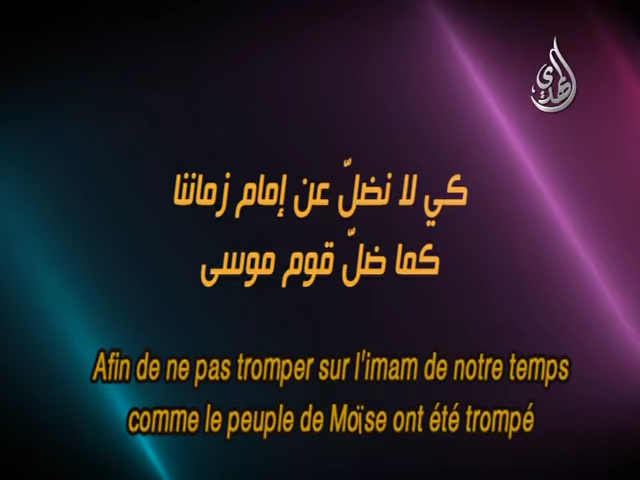 المهدي
كي لا نضلّ عن إمام زماننا
كما ضلّ قوم موسى
Afin de ne pas tromper sur l'imam de notre temps
comme le peuple de Moïse ont été trompé